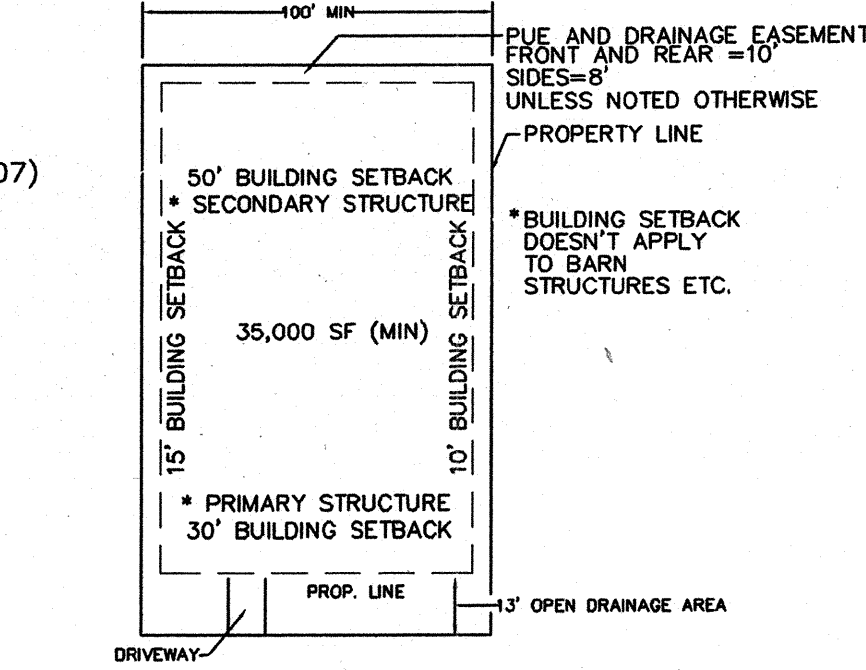 100' MIN
PUE AND DRAINAGE EASEMENT
FRONT AND REAR =10'
SIDES=8'
UNLESS NOTED OTHERWISE
PROPERTY LINE
07)
50' BUILDING SETBACK
* SECONDARY STRUCTURE
*BUILDING SETBACK
DOESN'T APPLY
TO BARN
STRUCTURES ETC.
15' BUILDING SETBACK
35,000 SF (MIN)
10' BUILDING SETBACK
* PRIMARY STRUCTURE
30' BUILDING SETBACK
PROP. LINE
13' OPEN DRAINAGE AREA
DRIVEWAY